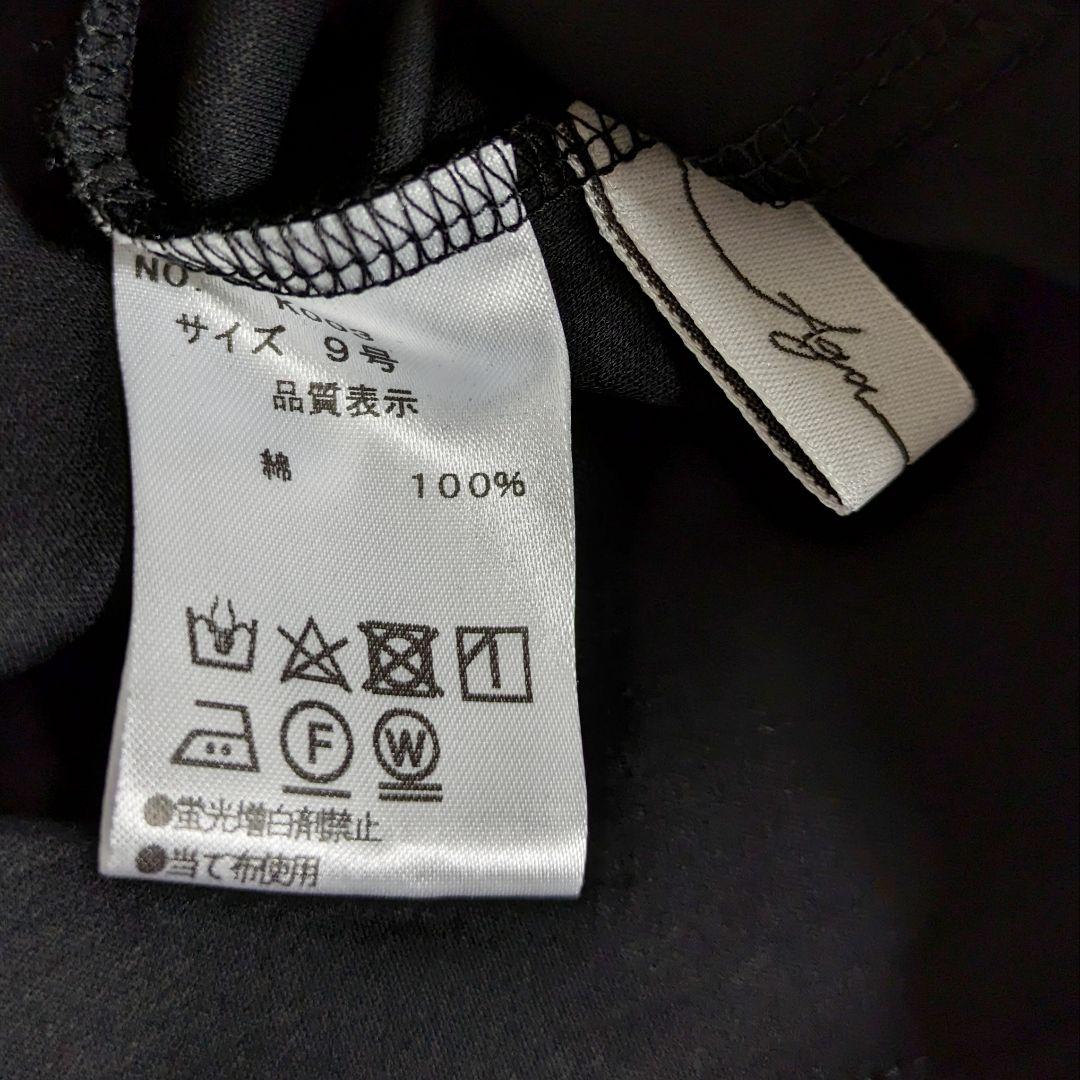 NO.
サイズ 9号
品質表示
綿 100%
F W
●蛍光増白剤禁止
●当て布使用